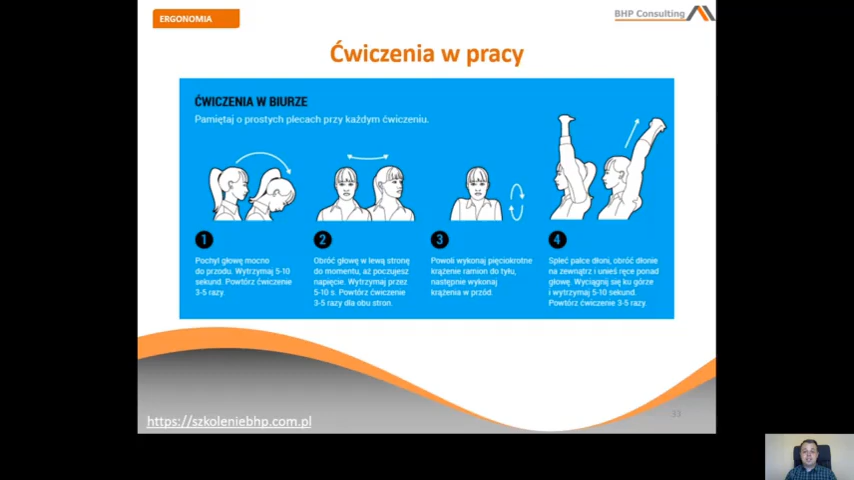 ERGONOMIA
BHP Consulting
Ćwiczenia w pracy
ĆWICZENIA W BIURZE
Pamiętaj o prostych plecach przy każdym ćwiczeniu.
1
Pochyl głowę mocno
do przodu. Wytrzymaj 5-10
sekund. Powtórz ćwiczenie
3-5 razy.
2
Obróć głowę w lewą stronę
do momentu, aż poczujesz
napięcie. Wytrzymaj przez
5-10 s. Powtórz ćwiczenie
3-5 razy dla obu stron.
3
Powoli wykonaj pięciokrotne
krążenie ramion do tyłu,
następnie wykonaj
krążenia w przód.
4
Spleć palce dłoni, obróć dłonie
na zewnątrz i unieś ręce ponad
głowę. Wyciągnij się ku górze
i wytrzymaj 5-10 sekund.
Powtórz ćwiczenie 3-5 razy.
https://szkoleniebhp.com.pl
33